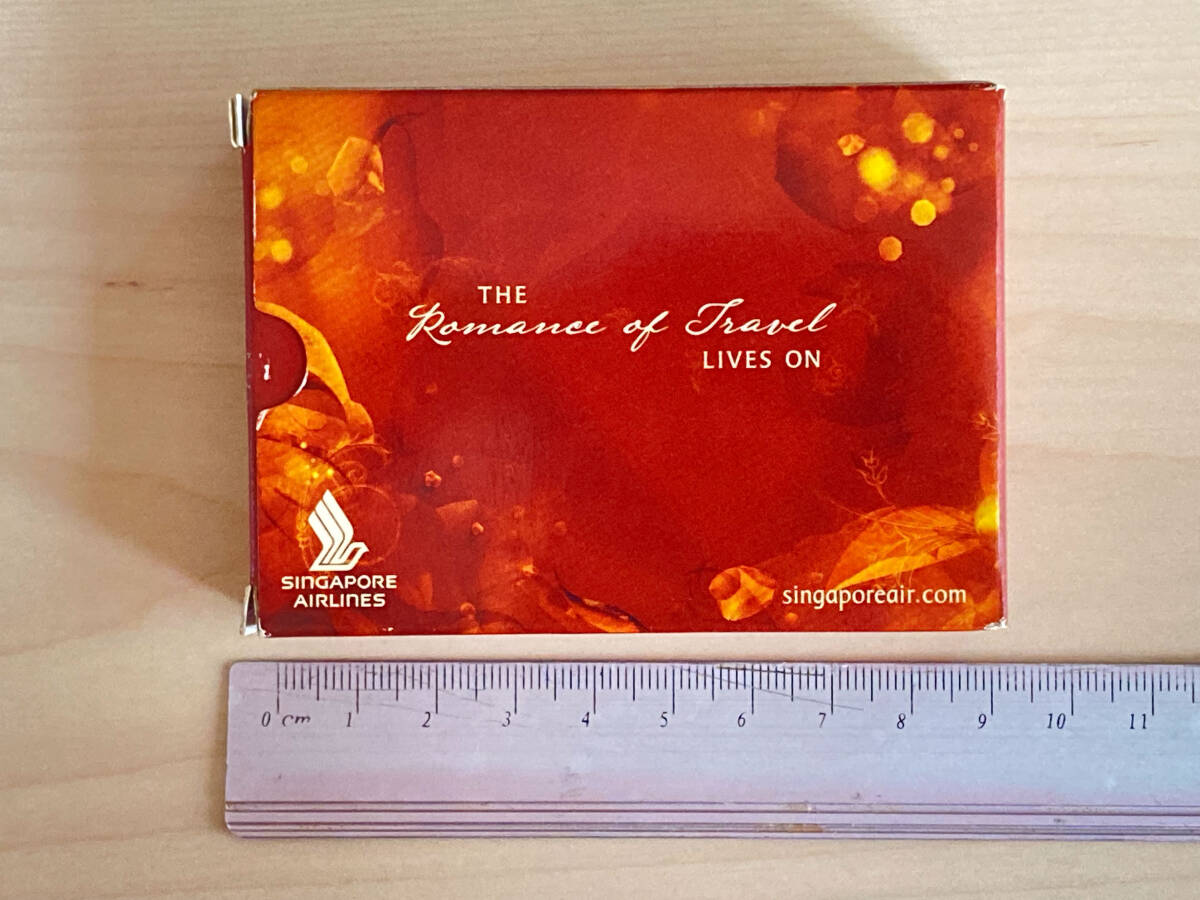 THE
Romance of Travel
LIVES ON
SINGAPORE
AIRLINES
singaporeair.com
0 cm 1 2 3 4 5 6 7 8 9 10 11